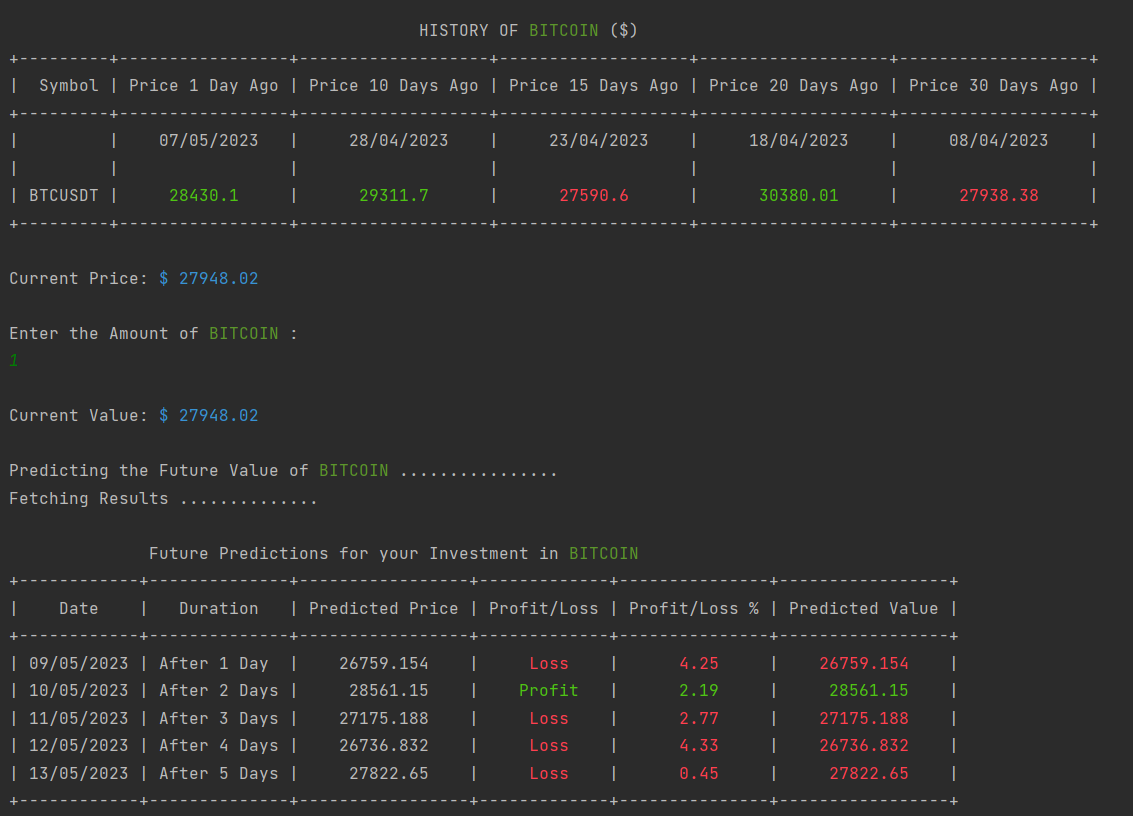 HISTORY OF BITCOIN ($)
+---------+-----------------+-------------------+-------------------+-------------------+-------------------+
|  Symbol | Price 1 Day Ago | Price 10 Days Ago | Price 15 Days Ago | Price 20 Days Ago | Price 30 Days Ago |
+---------+-----------------+-------------------+-------------------+-------------------+-------------------+
|         |    07/05/2023   |     28/04/2023    |     23/04/2023    |     18/04/2023    |     08/04/2023    |
|         |                 |                   |                   |                   |                   |
| BTCUSDT |     28430.1     |      29311.7      |      27590.6      |      30380.01     |      27938.38     |
+---------+-----------------+-------------------+-------------------+-------------------+-------------------+
Current Price: $ 27948.02
Enter the Amount of BITCOIN :
1
Current Value: $ 27948.02
Predicting the Future Value of BITCOIN ................
Fetching Results ..............
Future Predictions for your Investment in BITCOIN
+------------+--------------+-----------------+-------------+---------------+-----------------+
|    Date    |   Duration   | Predicted Price | Profit/Loss | Profit/Loss % | Predicted Value |
+------------+--------------+-----------------+-------------+---------------+-----------------+
| 09/05/2023 | After 1 Day  |    26759.154    |     Loss    |      4.25     |    26759.154    |
| 10/05/2023 | After 2 Days |     28561.15    |    Profit   |      2.19     |     28561.15    |
| 11/05/2023 | After 3 Days |    27175.188    |     Loss    |      2.77     |    27175.188    |
| 12/05/2023 | After 4 Days |    26736.832    |     Loss    |      4.33     |    26736.832    |
| 13/05/2023 | After 5 Days |     27822.65    |     Loss    |      0.45     |     27822.65    |
+------------+--------------+-----------------+-------------+---------------+-----------------+